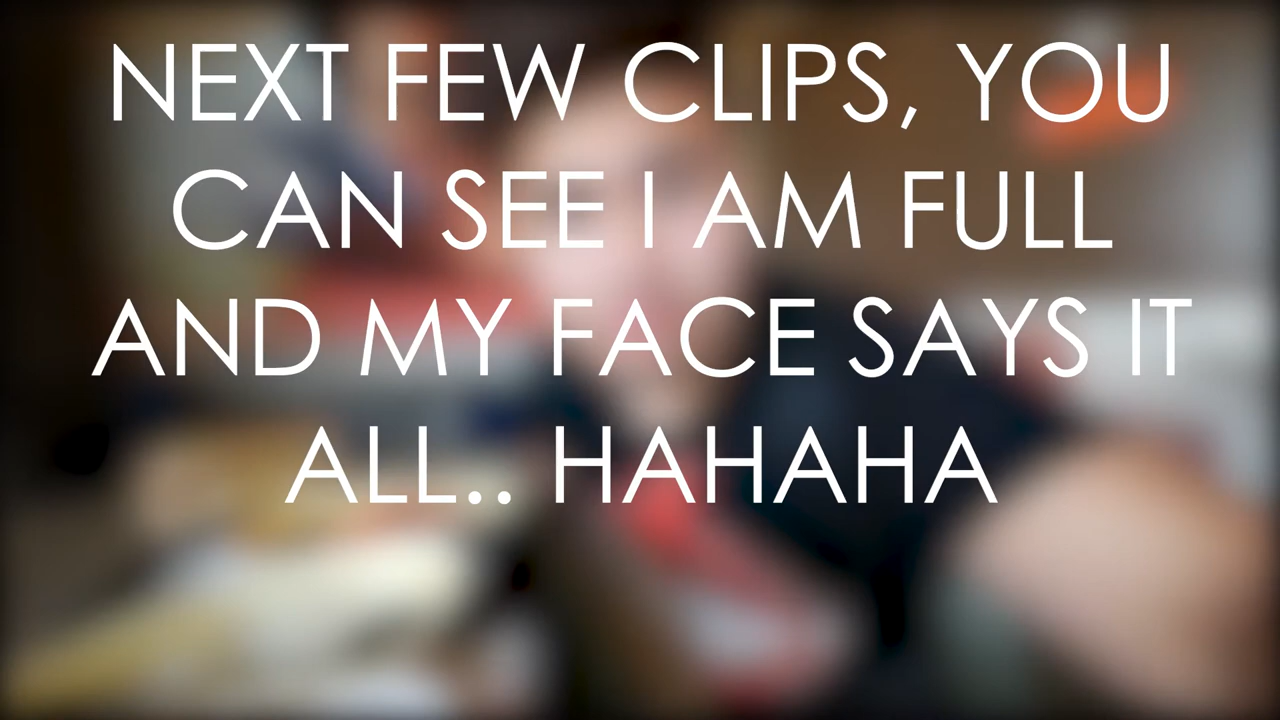 NEXT FEW CLIPS, YOU
CAN SEE I AM FULL
AND MY FACE SAYS IT
ALL.. HAHAHA